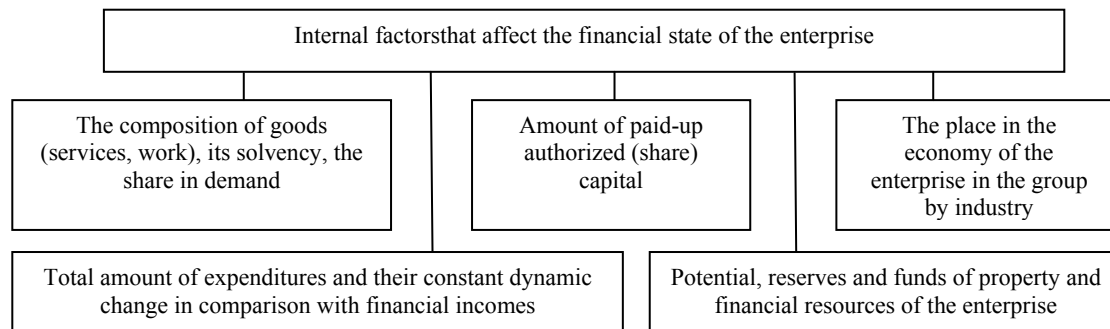 Internal factorsthat affect the financial state of the enterprise
The composition of goods
(services, work), its solvency, the
share in demand
Amount of paid-up
authorized (share)
capital
The place in the
economy of the
enterprise in the group
by industry
Total amount of expenditures and their constant dynamic
change in comparison with financial incomes
Potential, reserves and funds of property and
financial resources of the enterprise